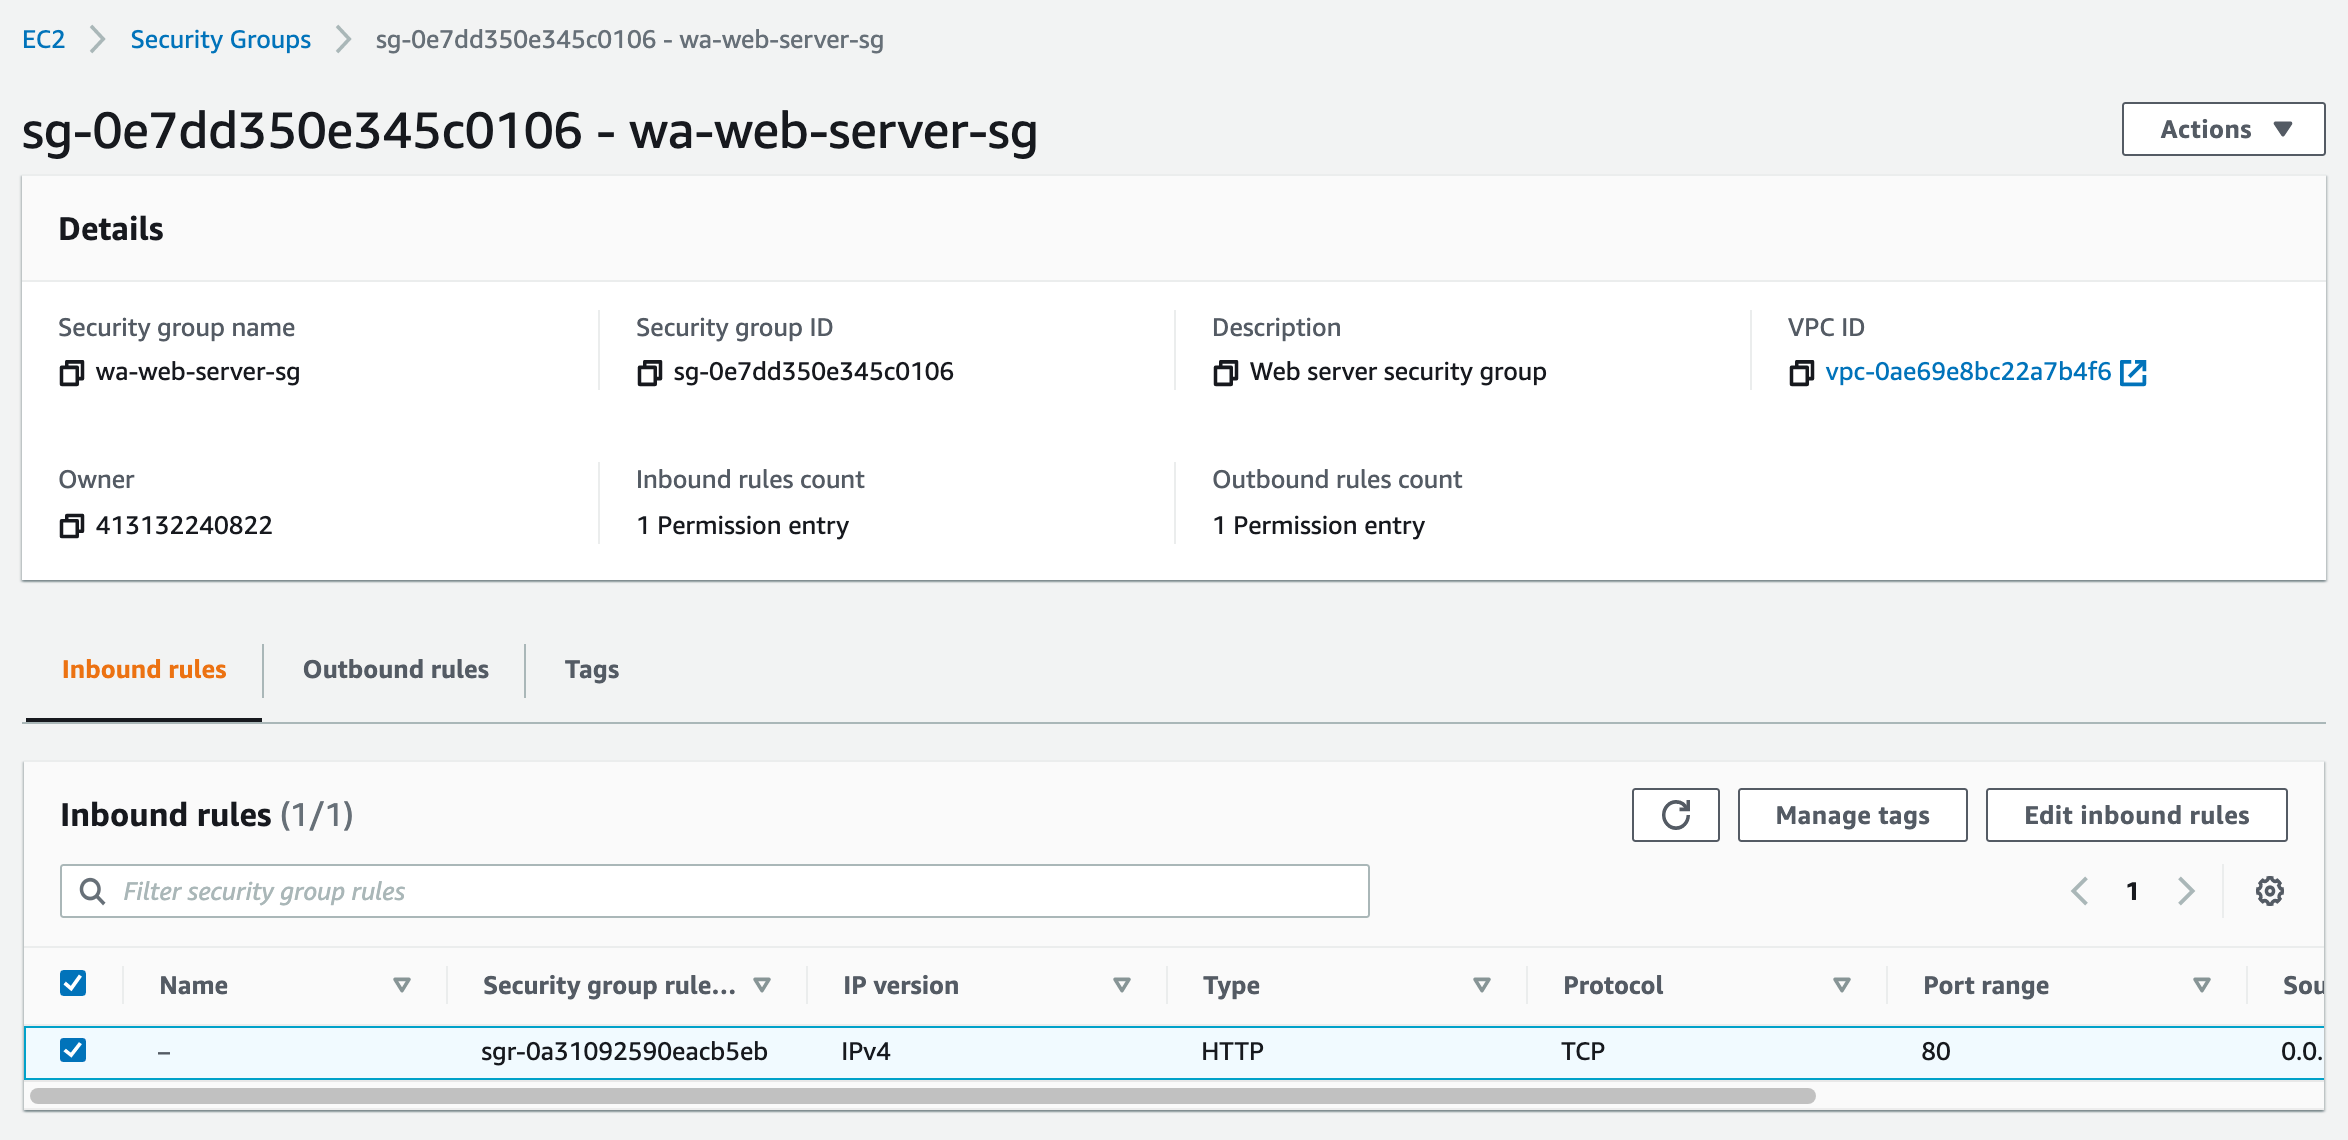 EC2 Security Groups sg-0e7dd350e345c0106 - wa-web-server-sg
sg-0e7dd350e345c0106 - wa-web-server-sg
Actions
Details
Security group name Security group ID Description VPC ID
wa-web-server-sg sg-0e7dd350e345c0106 Web server security group vpc-0ae69e8bc22a7b4f6
Owner Inbound rules count Outbound rules count
413132240822 1 Permission entry 1 Permission entry
Inbound rules Outbound rules Tags
Inbound rules (1/1) Manage tags Edit inbound rules
Filter security group rules 1
Name Security group rule... IP version Type Protocol Port range Sou
– sgr-0a31092590eacb5eb IPv4 HTTP TCP 80 0.0.